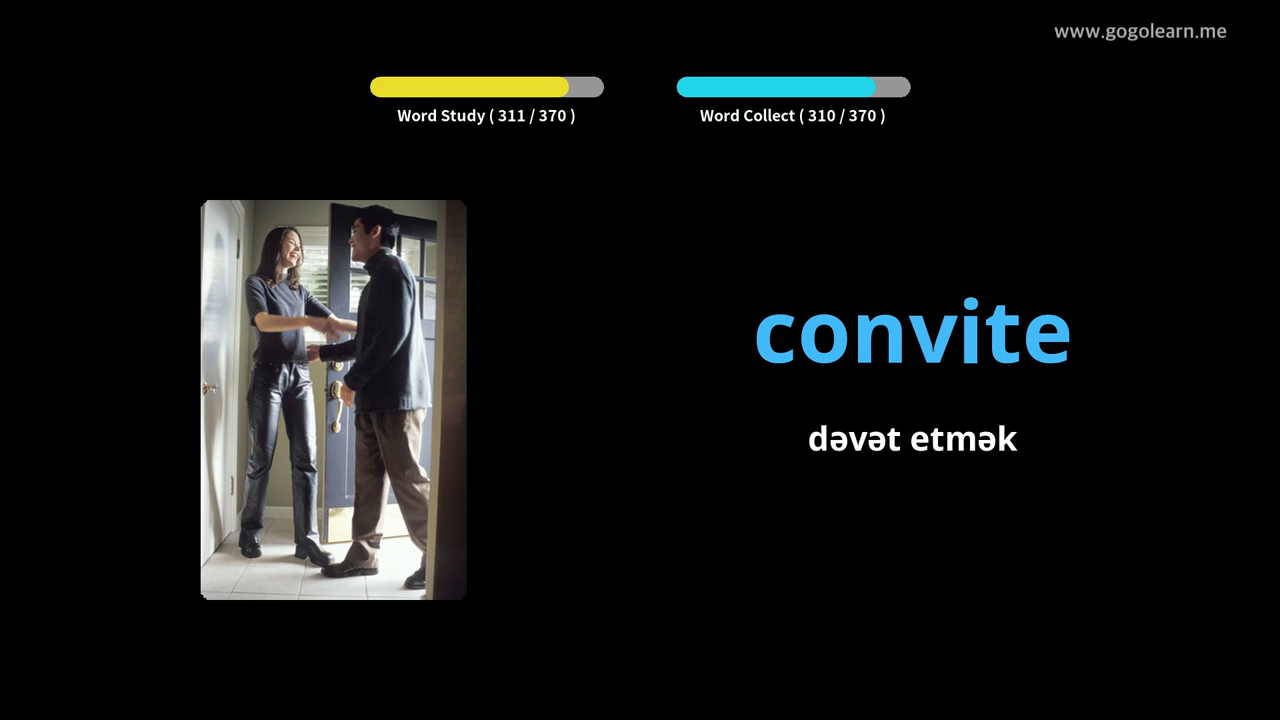 www.gogolearn.me
Word Study ( 311 / 370 )
Word Collect ( 310 / 370 )
convite
dəvət etmək